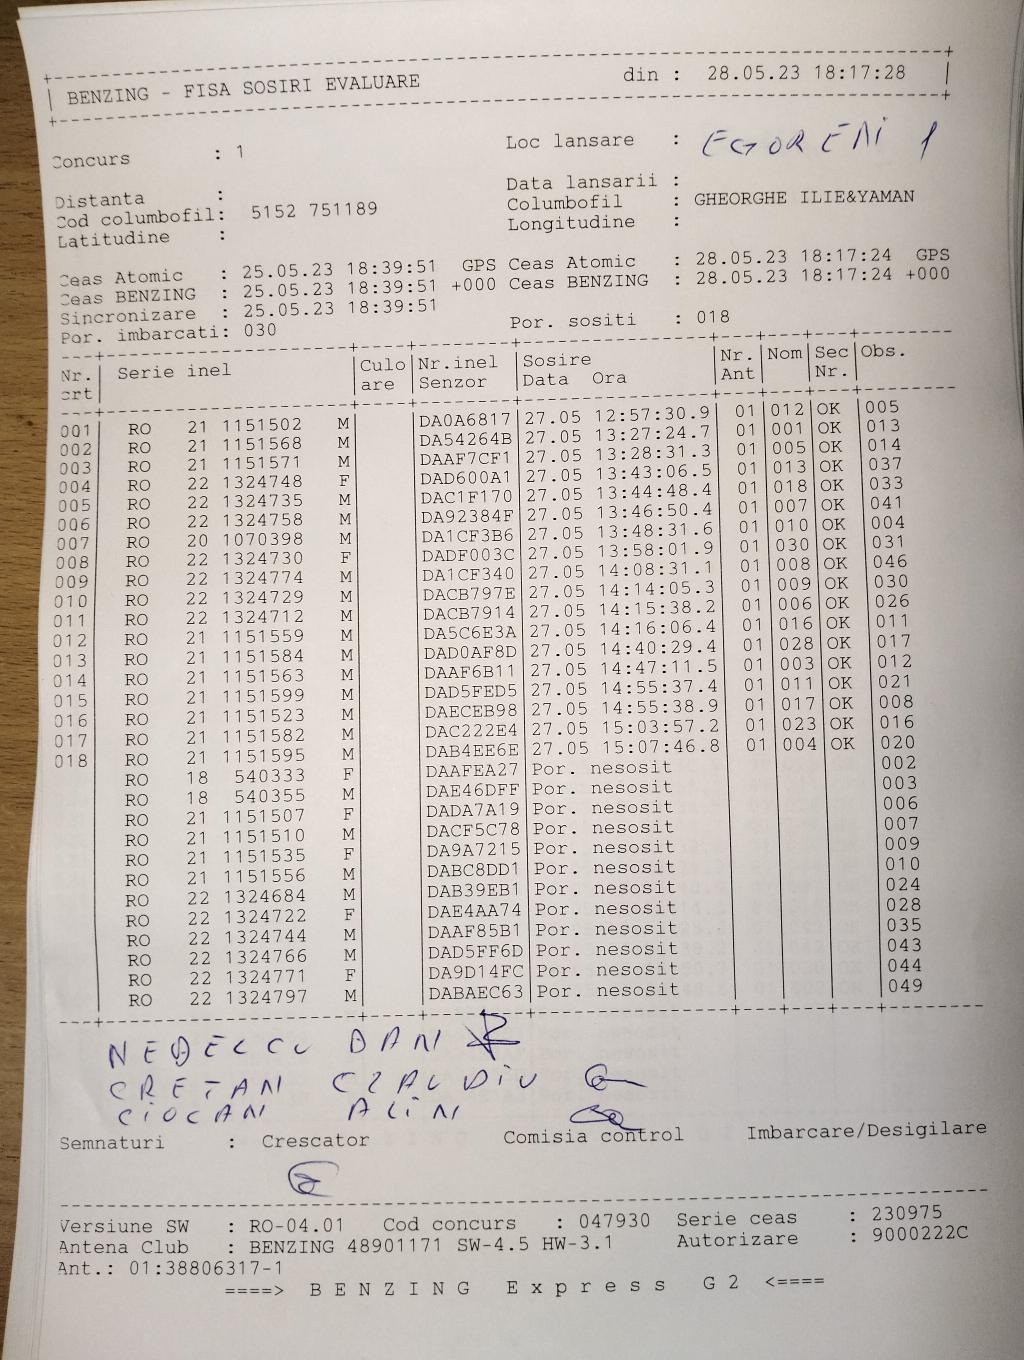 BENZING - FISA SOSIRI EVALUARE din : 28.05.23 18:17:28
Concurs : 1 Loc lansare : EGORENI 1
Distanta : Data lansarii :
Cod columbofil: 5152 751189 Columbofil : GHEORGHE ILIE&YAMAN
Latitudine : Longitudine :
Ceas Atomic : 25.05.23 18:39:51 GPS Ceas Atomic : 28.05.23 18:17:24 GPS
Ceas BENZING : 25.05.23 18:39:51 +000 Ceas BENZING : 28.05.23 18:17:24 +000
Sincronizare : 25.05.23 18:39:51
Por. imbarcati: 030 Por. sositi : 018
Nr. Serie inel Culo Nr.inel Sosire Nr. Nom Sec Obs.
crt are Senzor Data Ora Ant Nr.
001 RO 21 1151502 M DA0A6817 27.05 12:57:30.9 01 012 OK 005
002 RO 21 1151568 M DA54264B 27.05 13:27:24.7 01 001 OK 013
003 RO 21 1151571 M DAAF7CF1 27.05 13:28:31.3 01 005 OK 014
004 RO 22 1324748 F DAD600A1 27.05 13:43:06.5 01 013 OK 037
005 RO 22 1324735 M DAC1F170 27.05 13:44:48.4 01 018 OK 033
006 RO 22 1324758 M DA92384F 27.05 13:46:50.4 01 007 OK 041
007 RO 20 1070398 M DA1CF3B6 27.05 13:48:31.6 01 010 OK 004
008 RO 22 1324730 F DADF003C 27.05 13:58:01.9 01 030 OK 031
009 RO 22 1324774 M DA1CF340 27.05 14:08:31.1 01 008 OK 046
010 RO 22 1324729 M DACB797E 27.05 14:14:05.3 01 009 OK 030
011 RO 22 1324712 M DACB7914 27.05 14:15:38.2 01 006 OK 026
012 RO 21 1151559 M DA5C6E3A 27.05 14:16:06.4 01 016 OK 011
013 RO 21 1151584 M DAD0AF8D 27.05 14:40:29.4 01 028 OK 017
014 RO 21 1151563 M DAAF6B11 27.05 14:47:11.5 01 003 OK 012
015 RO 21 1151599 M DAD5FED5 27.05 14:55:37.4 01 011 OK 021
016 RO 21 1151523 M DAECEB98 27.05 14:55:38.9 01 017 OK 008
017 RO 21 1151582 M DAC222E4 27.05 15:03:57.2 01 023 OK 016
018 RO 21 1151595 M DAB4EE6E 27.05 15:07:46.8 01 004 OK 020
RO 18 540333 F DAAFEA27 Por. nesosit 002
RO 18 540355 M DAE46DFF Por. nesosit 003
RO 21 1151507 F DADA7A19 Por. nesosit 006
RO 21 1151510 M DACF5C78 Por. nesosit 007
RO 21 1151535 F DA9A7215 Por. nesosit 009
RO 21 1151556 M DABC8DD1 Por. nesosit 010
RO 22 1324684 M DAB39EB1 Por. nesosit 024
RO 22 1324722 F DAE4AA74 Por. nesosit 028
RO 22 1324744 M DAAF85B1 Por. nesosit 035
RO 22 1324766 M DAD5FF6D Por. nesosit 043
RO 22 1324771 F DA9D14FC Por. nesosit 044
RO 22 1324797 M DABAEC63 Por. nesosit 049
NEDELCU DAN
CRETAN CLAUDIU
CIOCAN ALIN
Semnaturi : Crescator Comisia control Imbarcare/Desigilare
Versiune SW : RO-04.01 Cod concurs : 047930 Serie ceas : 230975
Antena Club : BENZING 48901171 SW-4.5 HW-3.1 Autorizare : 9000222C
Ant.: 01:38806317-1
====> B E N Z I N G E x p r e s s G 2 <====